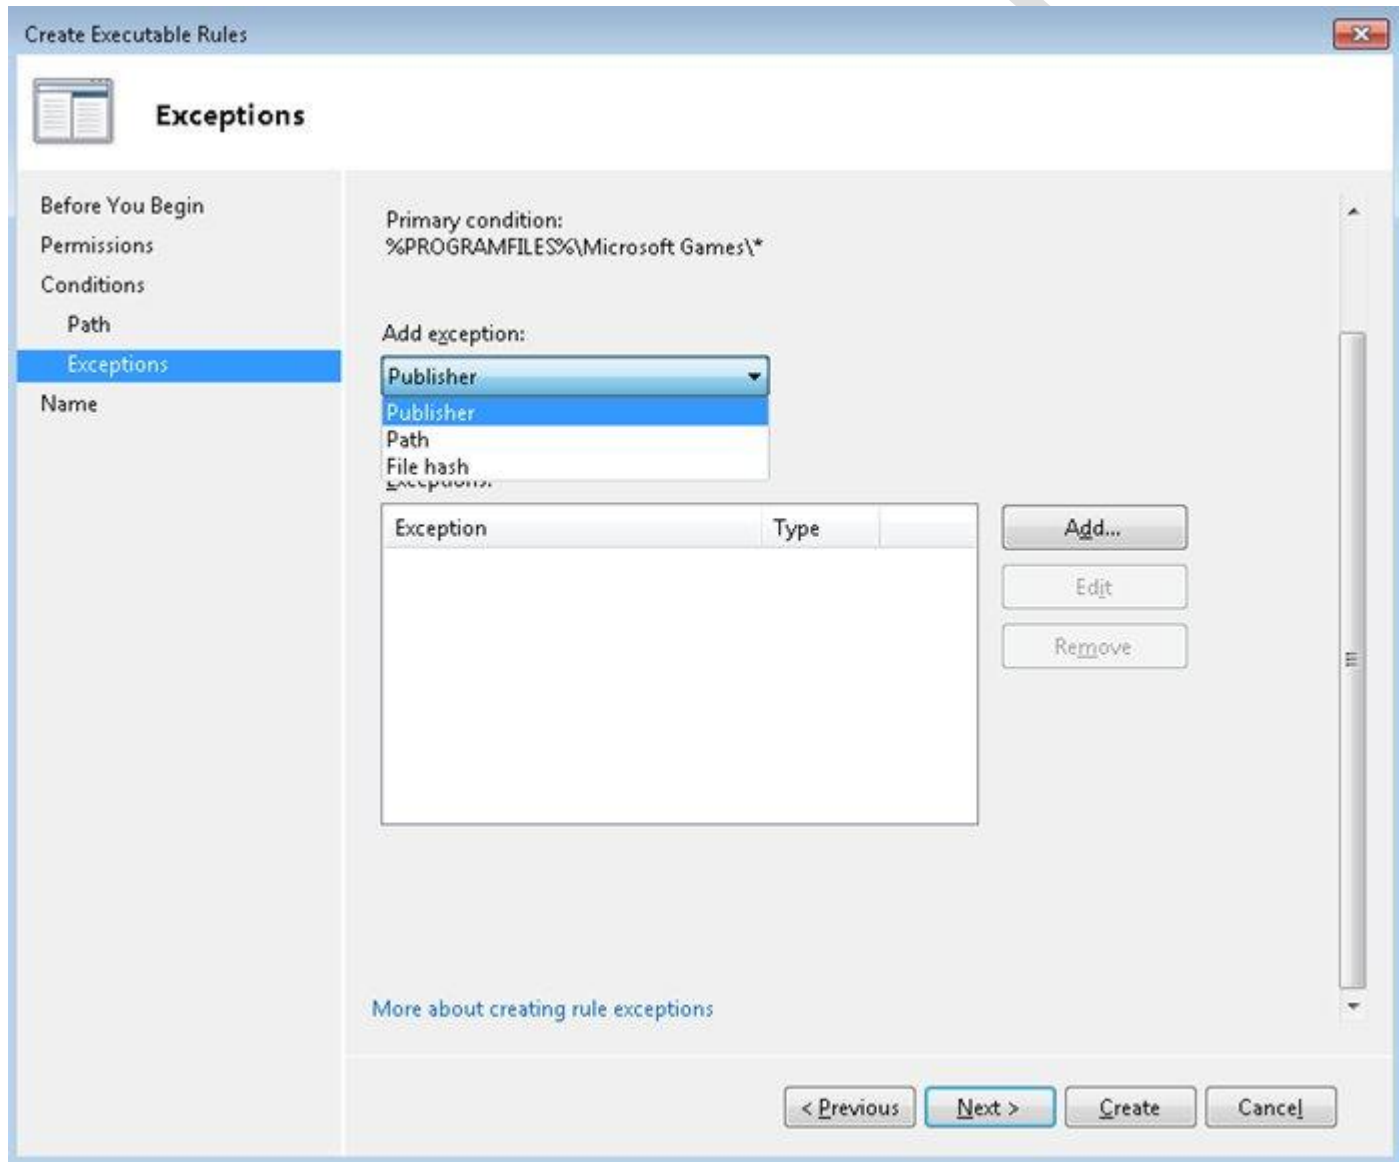 Create Executable Rules
Exceptions
Before You Begin
Permissions
Conditions
Path
Exceptions
Name
Primary condition:
%PROGRAMFILES%\Microsoft Games\*
Add exception:
Publisher
Publisher
Path
File hash
Exceptions:
Exception Type
Add...
Edit
Remove
More about creating rule exceptions
< Previous Next > Create Cancel